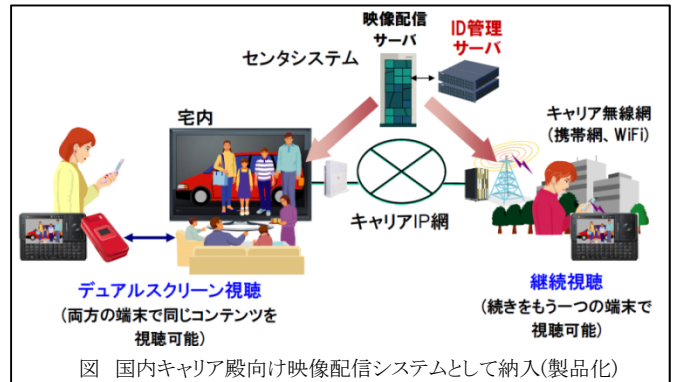 映像配信
サーバ
ID管理
サーバ
センタシステム
宅内
キャリア無線網
(携帯網、WiFi)
キャリアIP網
デュアルスクリーン視聴
(両方の端末で同じコンテンツを
視聴可能)
継続視聴
(続きをもう一つの端末で
視聴可能)
図 国内キャリア殿向け映像配信システムとして納入(製品化)